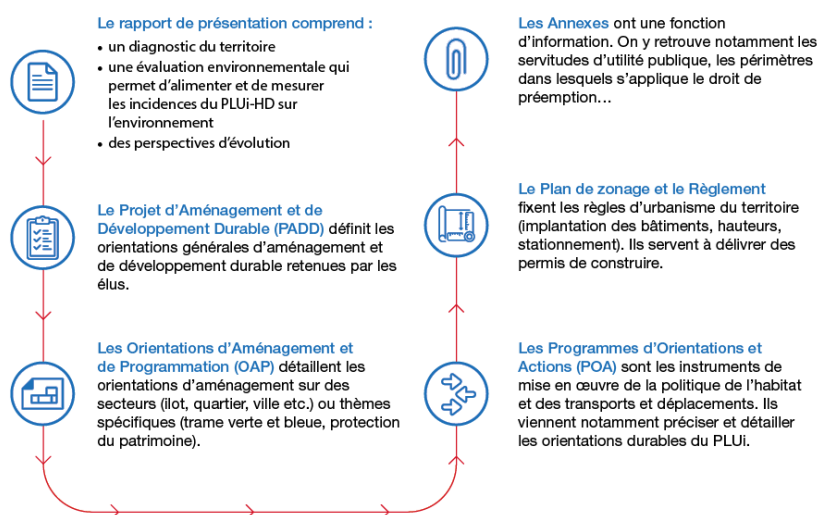 Le rapport de présentation comprend :
• un diagnostic du territoire
• une évaluation environnementale qui
permet d'alimenter et de mesurer
les incidences du PLUi-HD sur
l'environnement
• des perspectives d'évolution
Le Projet d'Aménagement et de
Développement Durable (PADD) définit les
orientations générales d'aménagement et
de développement durable retenues par les
élus.
Les Orientations d'Aménagement et
de Programmation (OAP) détaillent les
orientations d'aménagement sur des
secteurs (ilot, quartier, ville etc.) ou thèmes
spécifiques (trame verte et bleue, protection
du patrimoine).
Les Programmes d'Orientations et
Actions (POA) sont les instruments de
mise en œuvre de la politique de l'habitat
et des transports et déplacements. Ils
viennent notamment préciser et détailler
les orientations durables du PLUi.
Le Plan de zonage et le Règlement
fixent les règles d'urbanisme du territoire
(implantation des bâtiments, hauteurs,
stationnement). Ils servent à délivrer des
permis de construire.
Les Annexes ont une fonction
d'information. On y retrouve notamment les
servitudes d'utilité publique, les périmètres
dans lesquels s'applique le droit de
préemption…